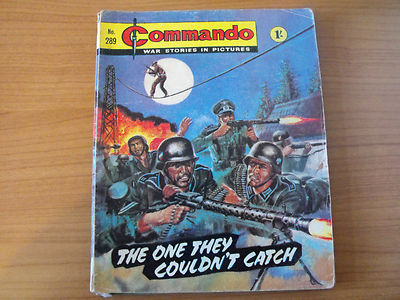 No.
289
Commando
WAR STORIES IN PICTURES
1/-
THE ONE THEY
COULDN'T CATCH